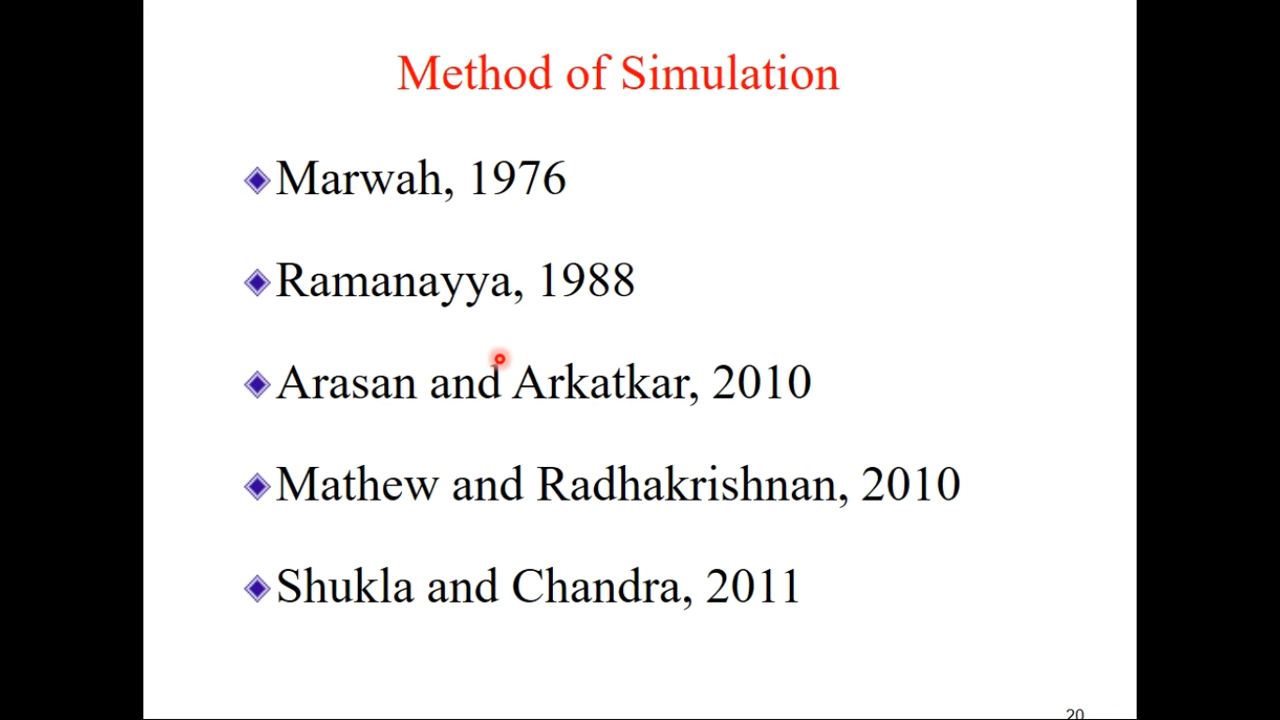 Method of Simulation
Marwah, 1976
Ramanayya, 1988
Arasan and Arkatkar, 2010
Mathew and Radhakrishnan, 2010
Shukla and Chandra, 2011
20